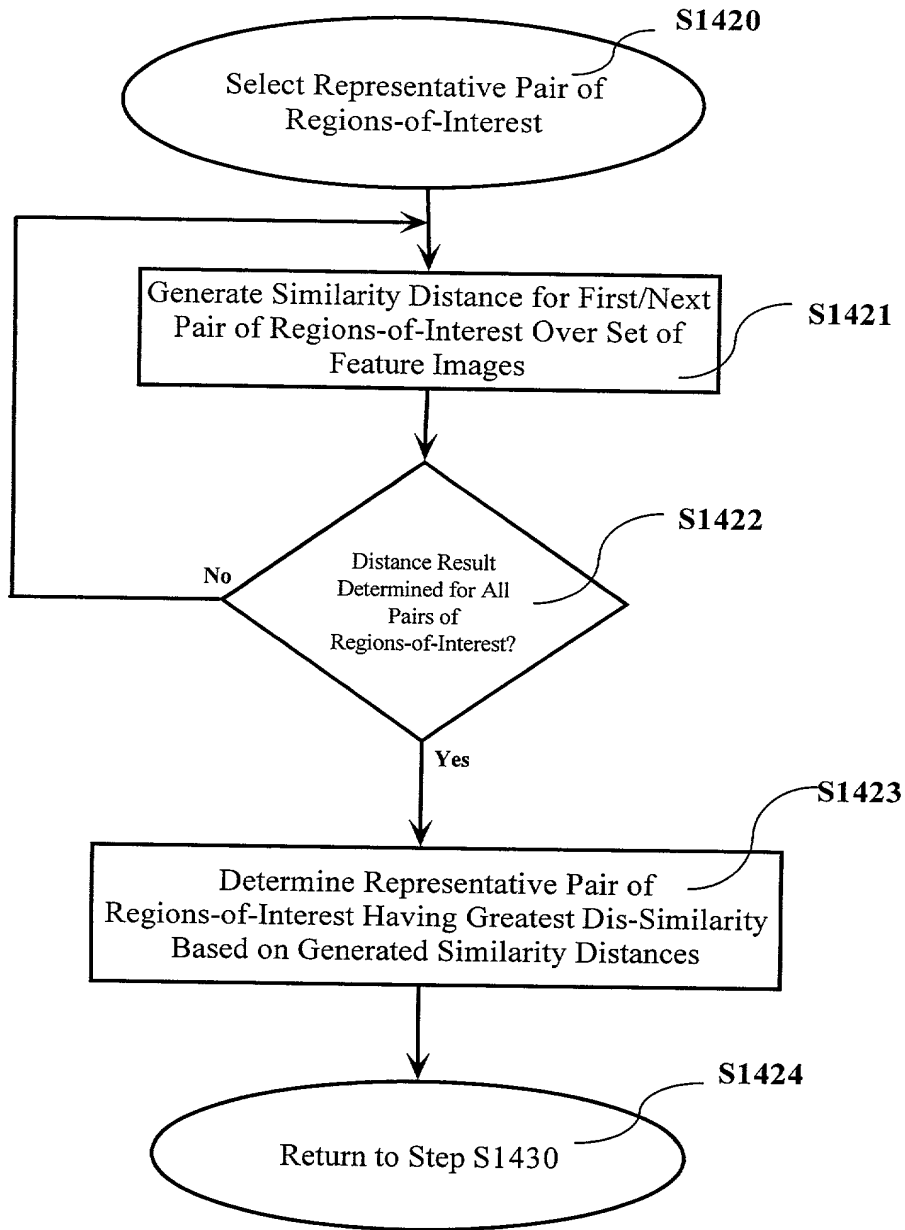 S1420
Select Representative Pair of
Regions-of-Interest
Generate Similarity Distance for First/Next
Pair of Regions-of-Interest Over Set of
Feature Images
S1421
S1422
Distance Result
Determined for All
Pairs of
Regions-of-Interest?
No
Yes
S1423
Determine Representative Pair of
Regions-of-Interest Having Greatest Dis-Similarity
Based on Generated Similarity Distances
S1424
Return to Step S1430